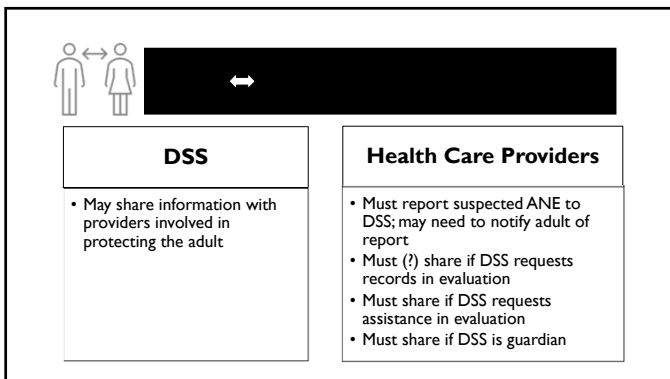 DSS
• May share information with
providers involved in
protecting the adult
Health Care Providers
• Must report suspected ANE to
DSS; may need to notify adult of
report
• Must (?) share if DSS requests
records in evaluation
• Must share if DSS requests
assistance in evaluation
• Must share if DSS is guardian